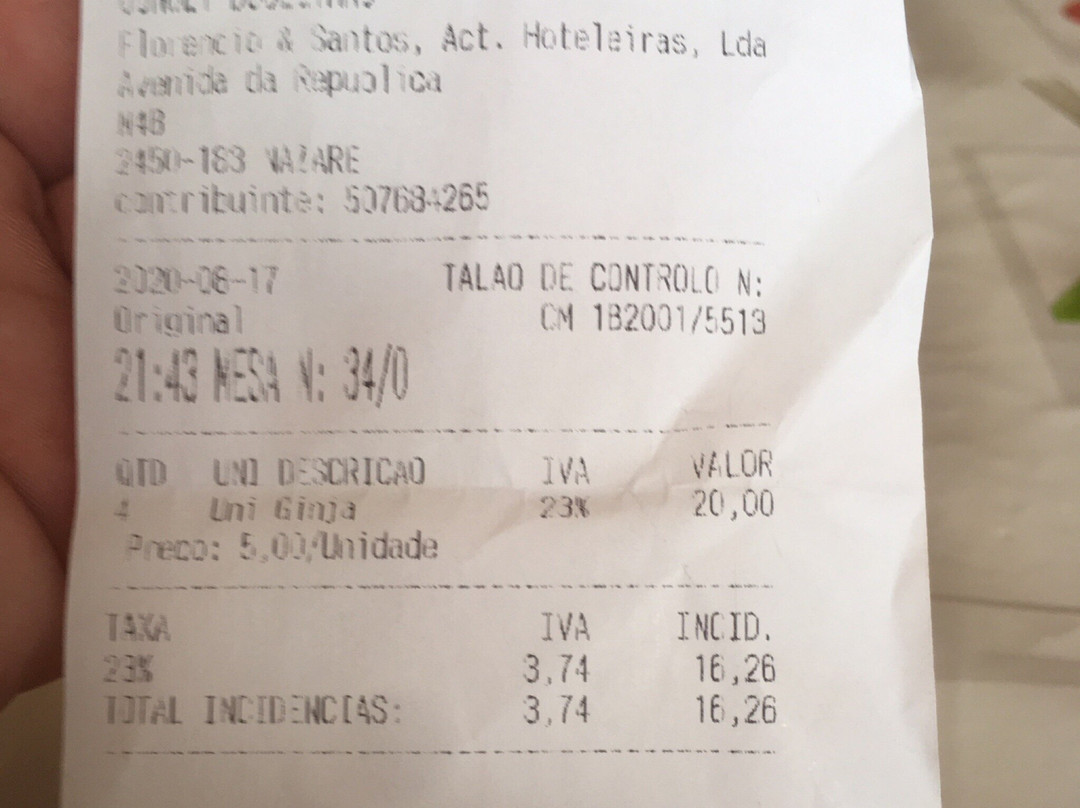 Florencio & Santos, Act. Hoteleiras, Lda
Avenida da Republica
N4B
2450-183 NAZARE
contribuinte: 507684265
2020-08-17 TALAO DE CONTROLO N:
Original CM 1B2001/5513
21:43 MESA N: 34/0
QTD UNI DESCRICAO IVA VALOR
4 Uni Ginja 23% 20,00
Preco: 5,00/Unidade
TAXA IVA INCID.
23% 3,74 16,26
TOTAL INCIDENCIAS: 3,74 16,26